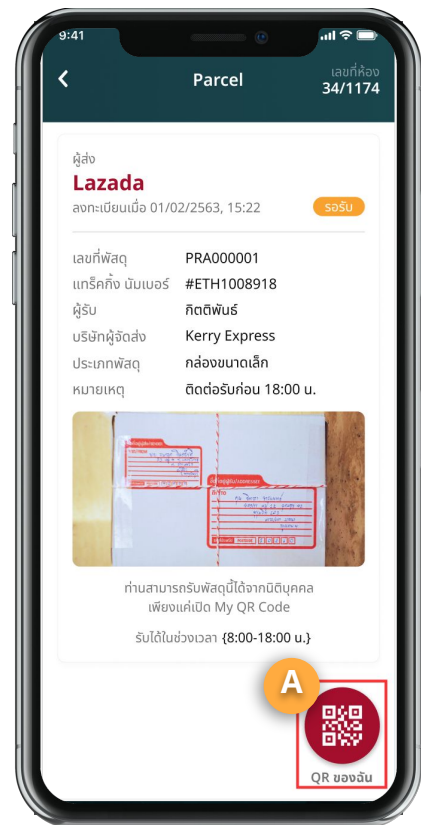 9:41
Parcel
เลขที่ห้อง
34/1174
ผู้ส่ง
Lazada
ลงทะเบียนเมื่อ 01/02/2563, 15:22
รอรับ
เลขที่พัสดุ PRA000001
แทร็คกิ้ง นัมเบอร์ #ETH1008918
ผู้รับ กิตติพันธ์
บริษัทผู้จัดส่ง Kerry Express
ประเภทพัสดุ กล่องขนาดเล็ก
หมายเหตุ ติดต่อรับก่อน 18:00 น.
ท่านสามารถรับพัสดุนี้ได้จากนิติบุคคล
เพียงแค่เปิด My QR Code
รับได้ในช่วงเวลา {8:00-18:00 น.}
A
QR ของฉัน